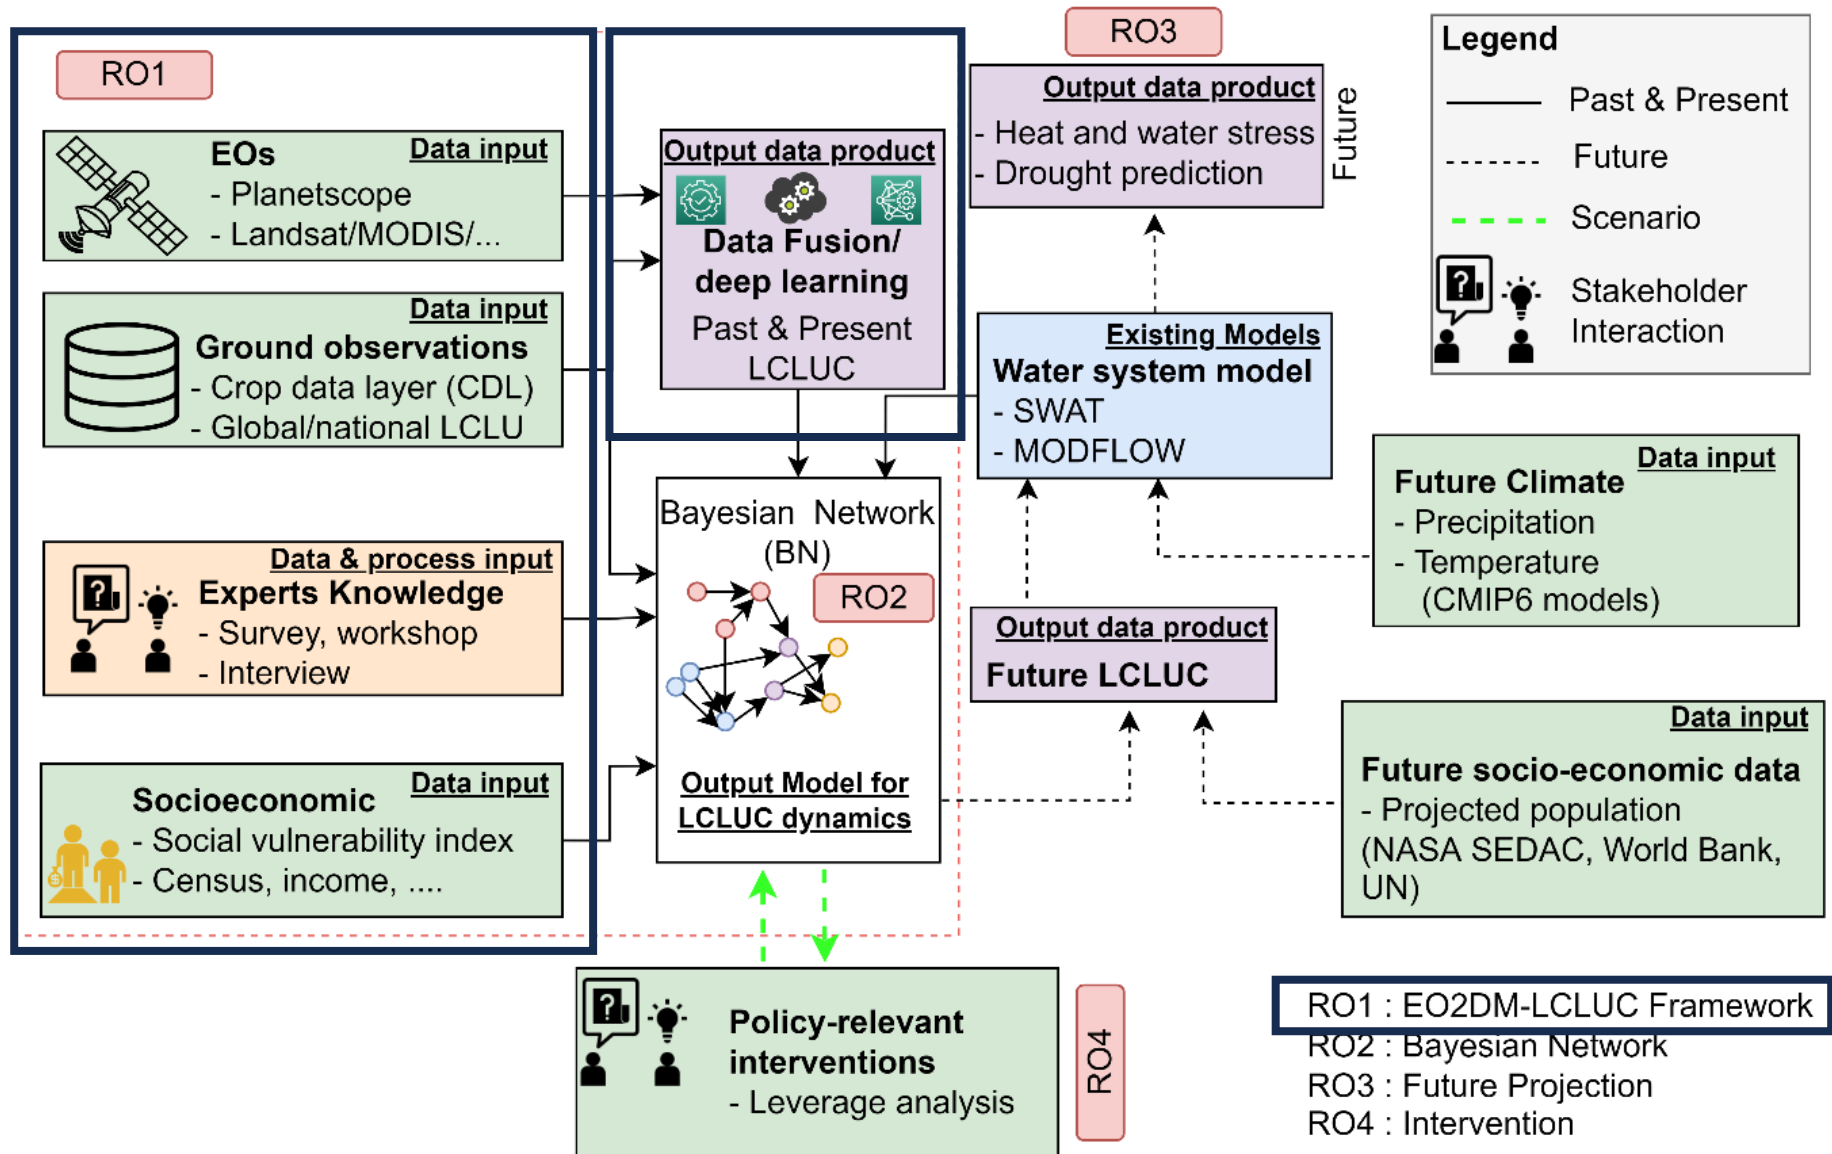 RO1
Data input
EOs
- Planetscope
- Landsat/MODIS/...
Data input
Ground observations
- Crop data layer (CDL)
- Global/national LCLU
Data & process input
Experts Knowledge
- Survey, workshop
- Interview
Data input
Socioeconomic
- Social vulnerability index
- Census, income, ....
Output data product
Data Fusion/
deep learning
Past & Present
LCLUC
Bayesian Network
(BN)
RO2
Output Model for
LCLUC dynamics
Policy-relevant
interventions
- Leverage analysis
RO4
RO3
Output data product
- Heat and water stress
- Drought prediction
Future
Existing Models
Water system model
- SWAT
- MODFLOW
Output data product
Future LCLUC
Legend
Past & Present
Future
Scenario
Stakeholder
Interaction
Data input
Future Climate
- Precipitation
- Temperature
(CMIP6 models)
Data input
Future socio-economic data
- Projected population
(NASA SEDAC, World Bank,
UN)
RO1 : EO2DM-LCLUC Framework
RO2 : Bayesian Network
RO3 : Future Projection
RO4 : Intervention